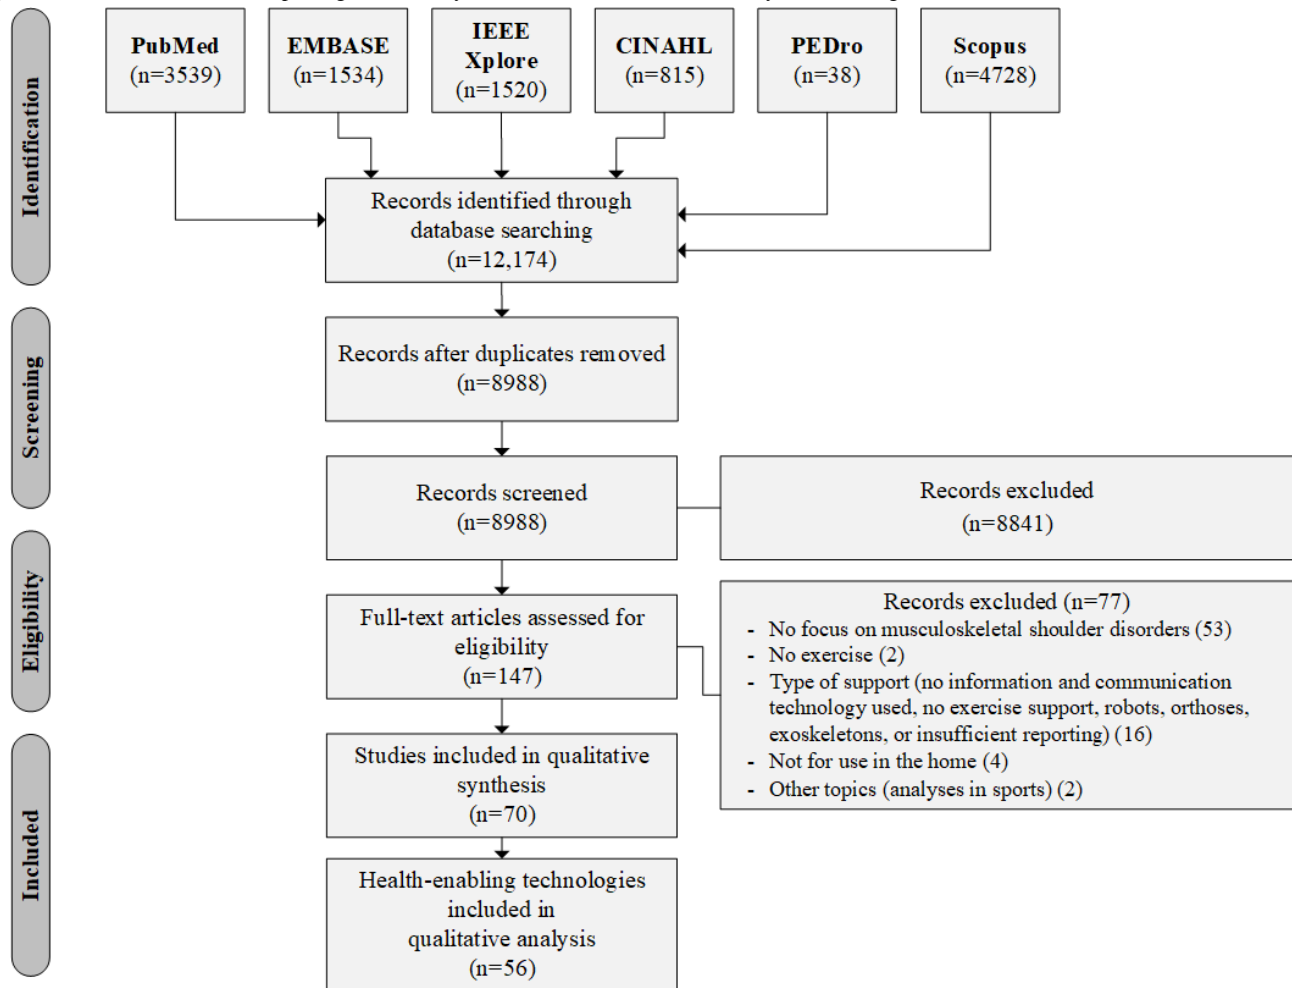 Identification
PubMed
(n=3539)
EMBASE
(n=1534)
IEEE
Xplore
(n=1520)
CINAHL
(n=815)
PEDro
(n=38)
Scopus
(n=4728)
Records identified through
database searching
(n=12,174)
Screening
Records after duplicates removed
(n=8988)
Records screened
(n=8988)
Records excluded
(n=8841)
Eligibility
Full-text articles assessed for
eligibility
(n=147)
Records excluded (n=77)
- No focus on musculoskeletal shoulder disorders (53)
- No exercise (2)
- Type of support (no information and communication
technology used, no exercise support, robots, orthoses,
exoskeletons, or insufficient reporting) (16)
- Not for use in the home (4)
- Other topics (analyses in sports) (2)
Included
Studies included in qualitative
synthesis
(n=70)
Health-enabling technologies
included in
qualitative analysis
(n=56)